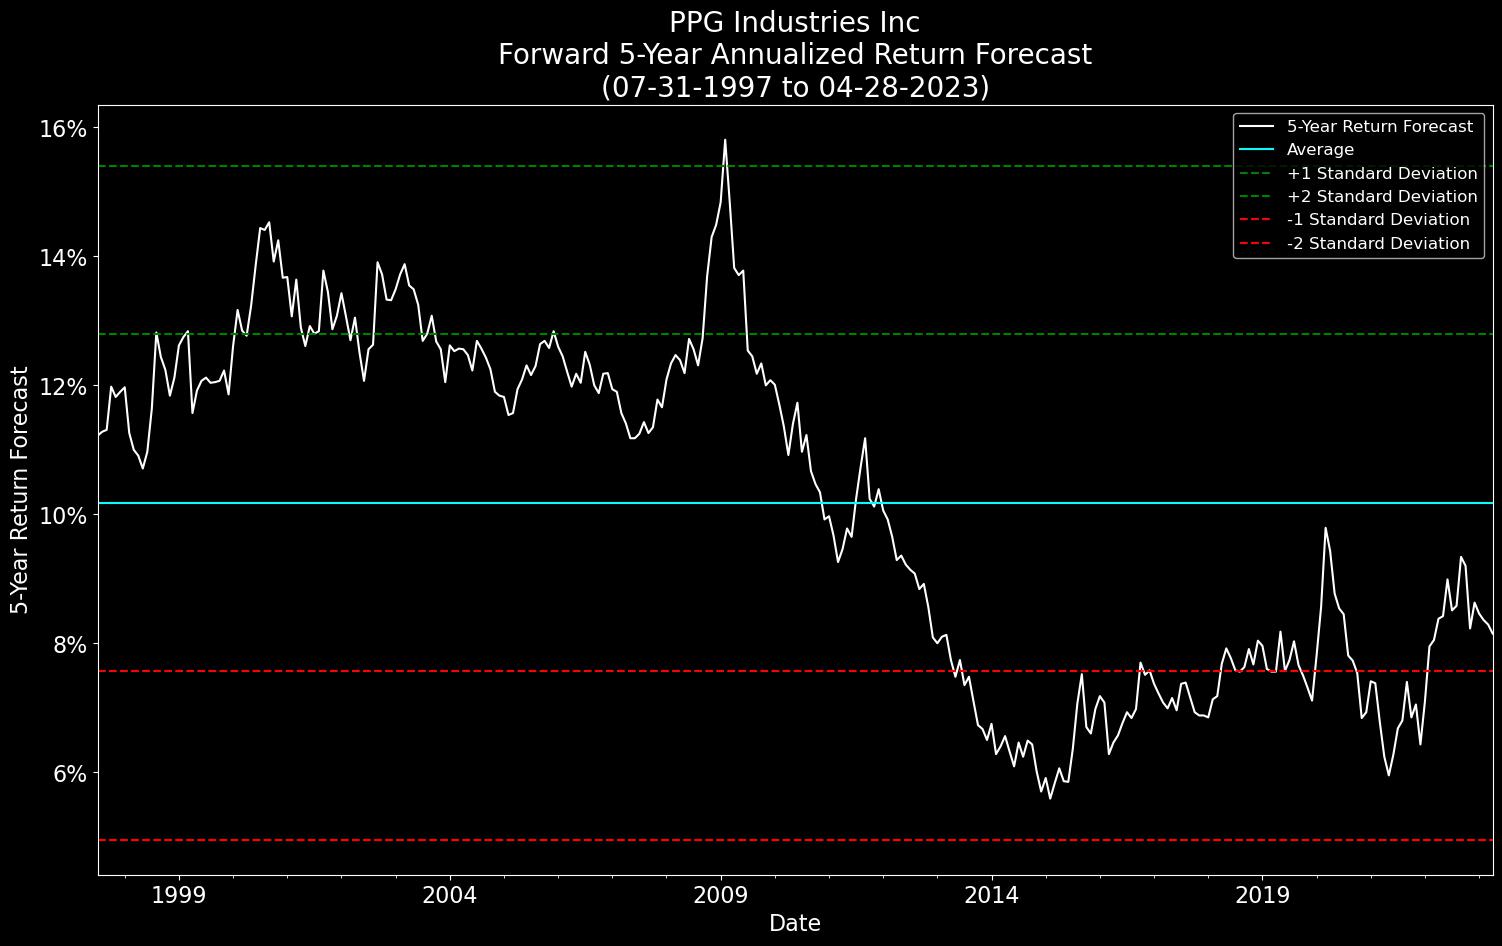 PPG Industries Inc
Forward 5-Year Annualized Return Forecast
(07-31-1997 to 04-28-2023)
16%
14%
12%
10%
8%
6%
5-Year Return Forecast
5-Year Return Forecast
Average
+1 Standard Deviation
+2 Standard Deviation
-1 Standard Deviation
-2 Standard Deviation
1999
2004
2009
2014
2019
Date